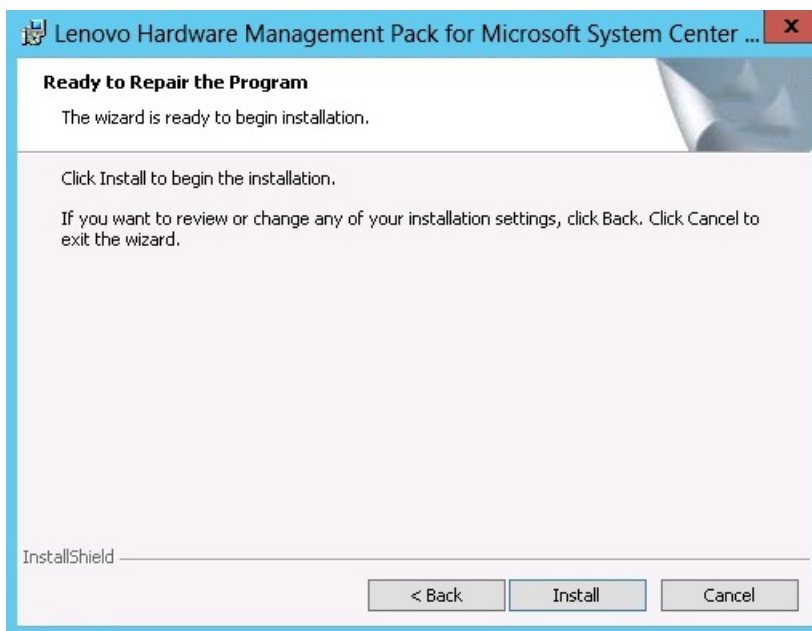 Lenovo Hardware Management Pack for Microsoft System Center ...
Ready to Repair the Program
The wizard is ready to begin installation.
Click Install to begin the installation.
If you want to review or change any of your installation settings, click Back. Click Cancel to
exit the wizard.
InstallShield
< Back
Install
Cancel